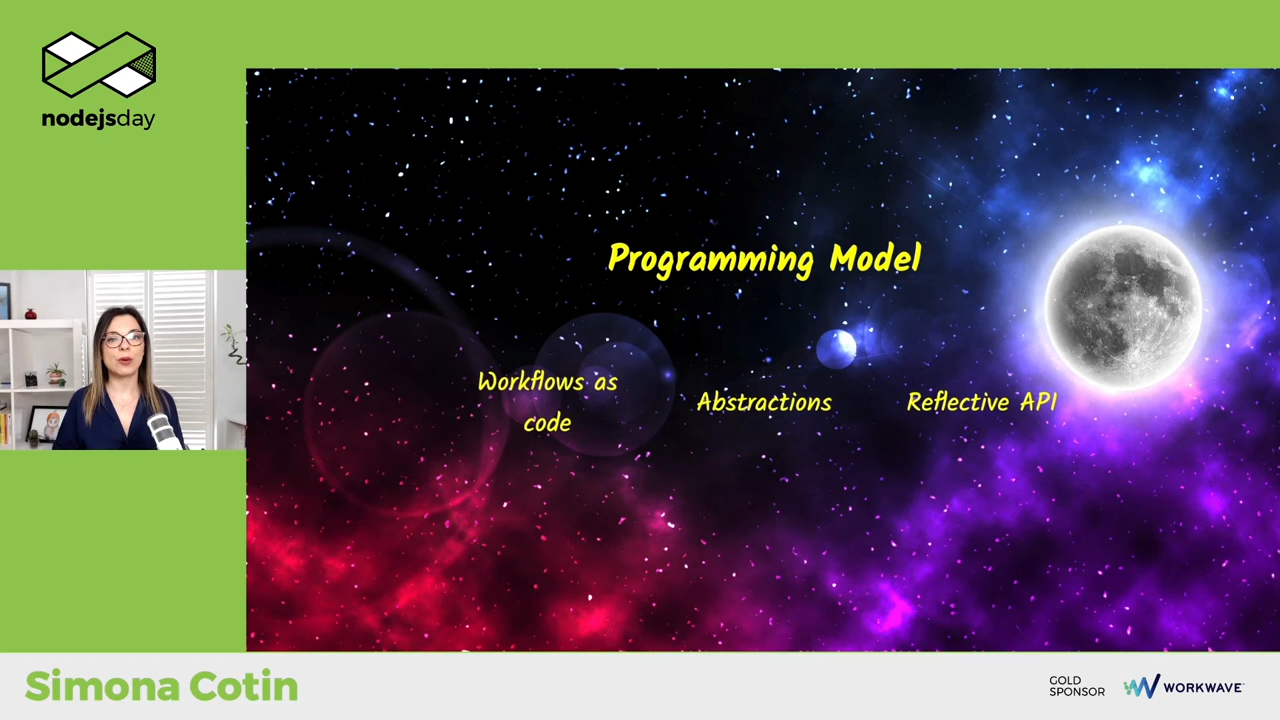 nodejsday
Programming Model
Workflows as
code
Abstractions
Reflective API
Simona Cotin
GOLD
SPONSOR
WORKWAVE